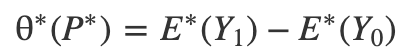 θ*(P*) = E*(Y₁) − E*(Y₀)